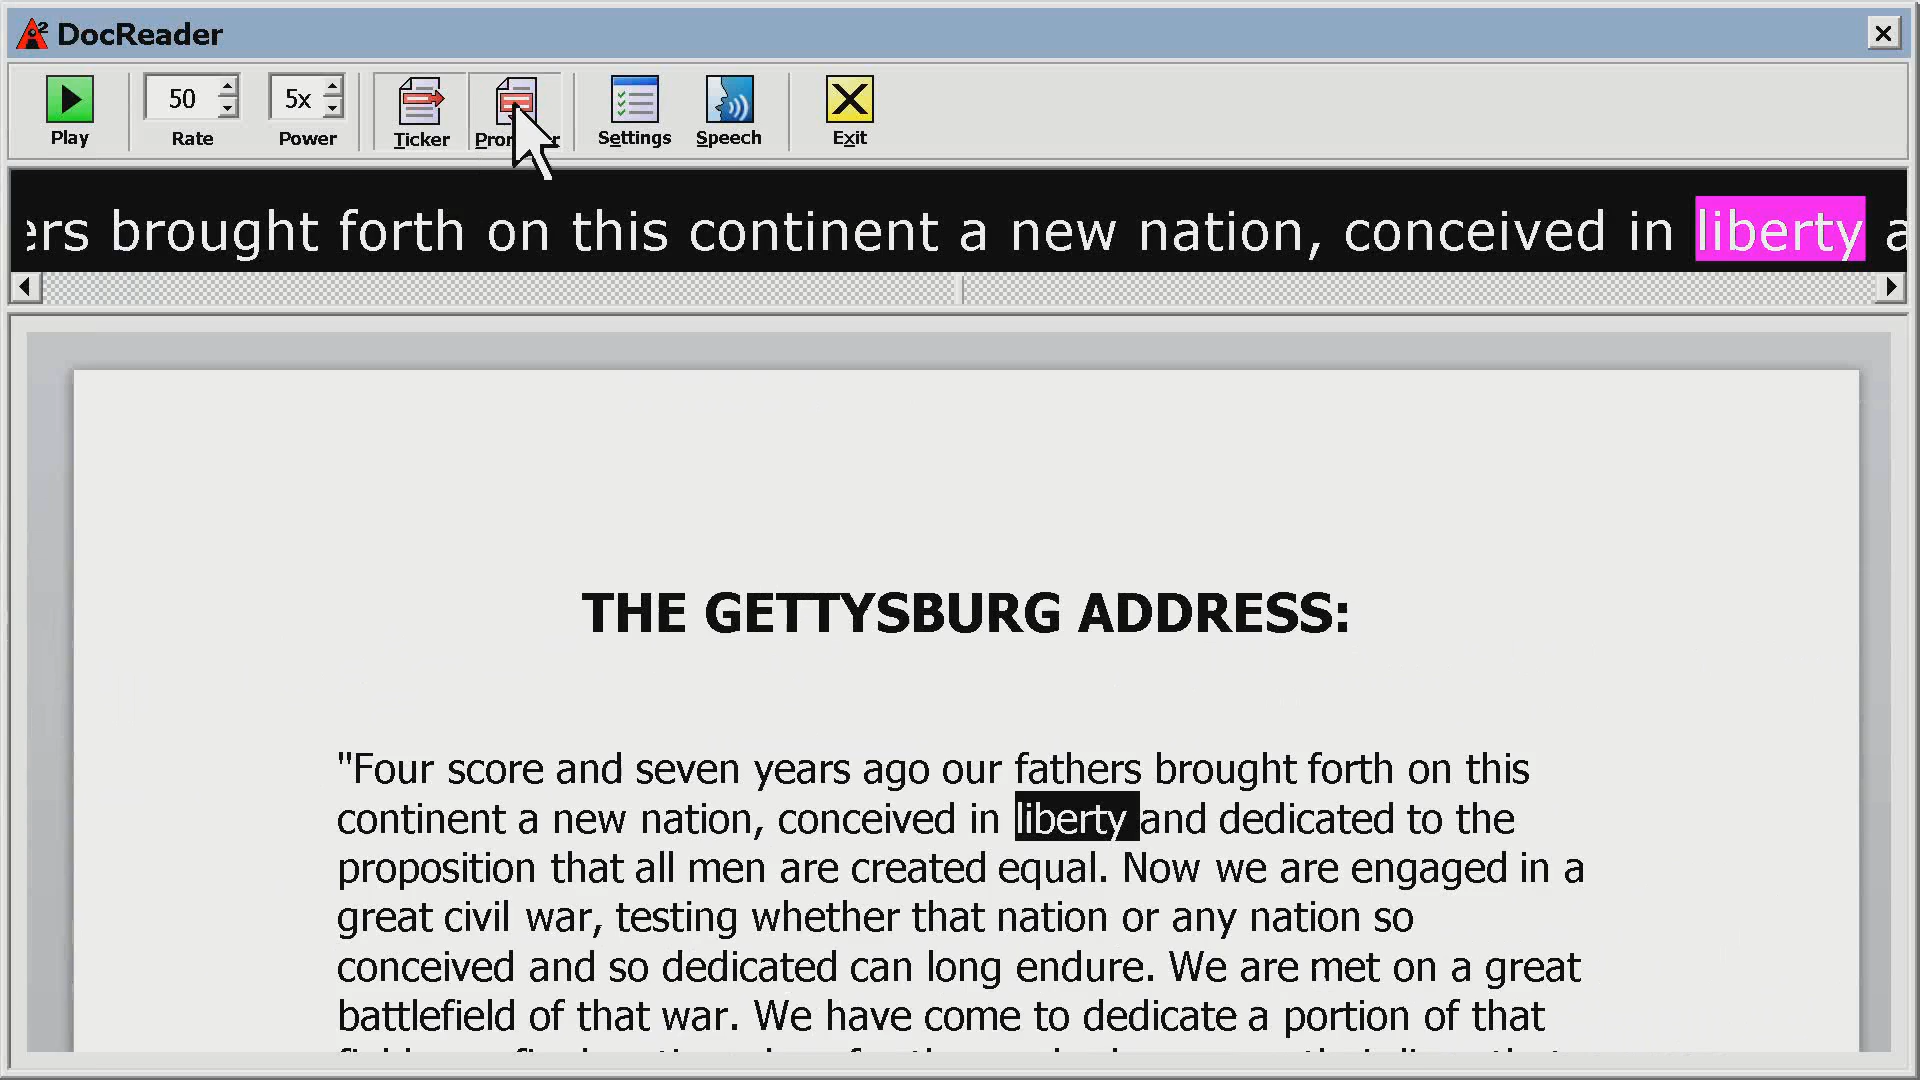 DocReader
Play
50
Rate
5x
Power
Ticker
Settings
Speech
Exit
brought forth on this continent a new nation, conceived in liberty
THE GETTYSBURG ADDRESS:
"Four score and seven years ago our fathers brought forth on this
continent a new nation, conceived in liberty and dedicated to the
proposition that all men are created equal. Now we are engaged in a
great civil war, testing whether that nation or any nation so
conceived and so dedicated can long endure. We are met on a great
battlefield of that war. We have come to dedicate a portion of that